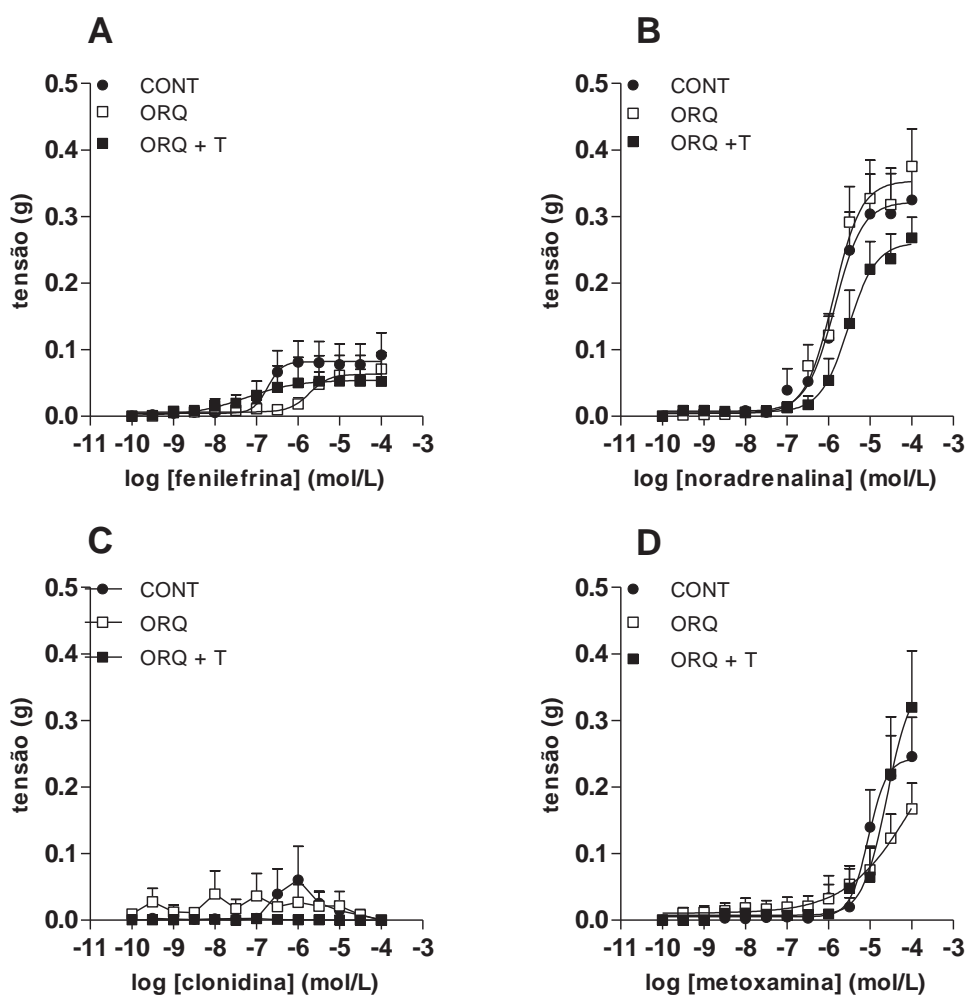 A
0.5
CONT
ORQ
ORQ + T
0.4
0.3
0.2
0.1
0.0
tensão (g)
-11 -10 -9 -8 -7 -6 -5 -4 -3
log [fenilefrina] (mol/L)
B
0.5
CONT
ORQ
ORQ +T
0.4
0.3
0.2
0.1
0.0
tensão (g)
-11 -10 -9 -8 -7 -6 -5 -4 -3
log [noradrenalina] (mol/L)
C
0.5
CONT
ORQ
ORQ + T
0.4
0.3
0.2
0.1
0.0
tensão (g)
-11 -10 -9 -8 -7 -6 -5 -4 -3
log [clonidina] (mol/L)
D
0.5
CONT
ORQ
ORQ + T
0.4
0.3
0.2
0.1
0.0
tensão (g)
-11 -10 -9 -8 -7 -6 -5 -4 -3
log [metoxamina] (mol/L)